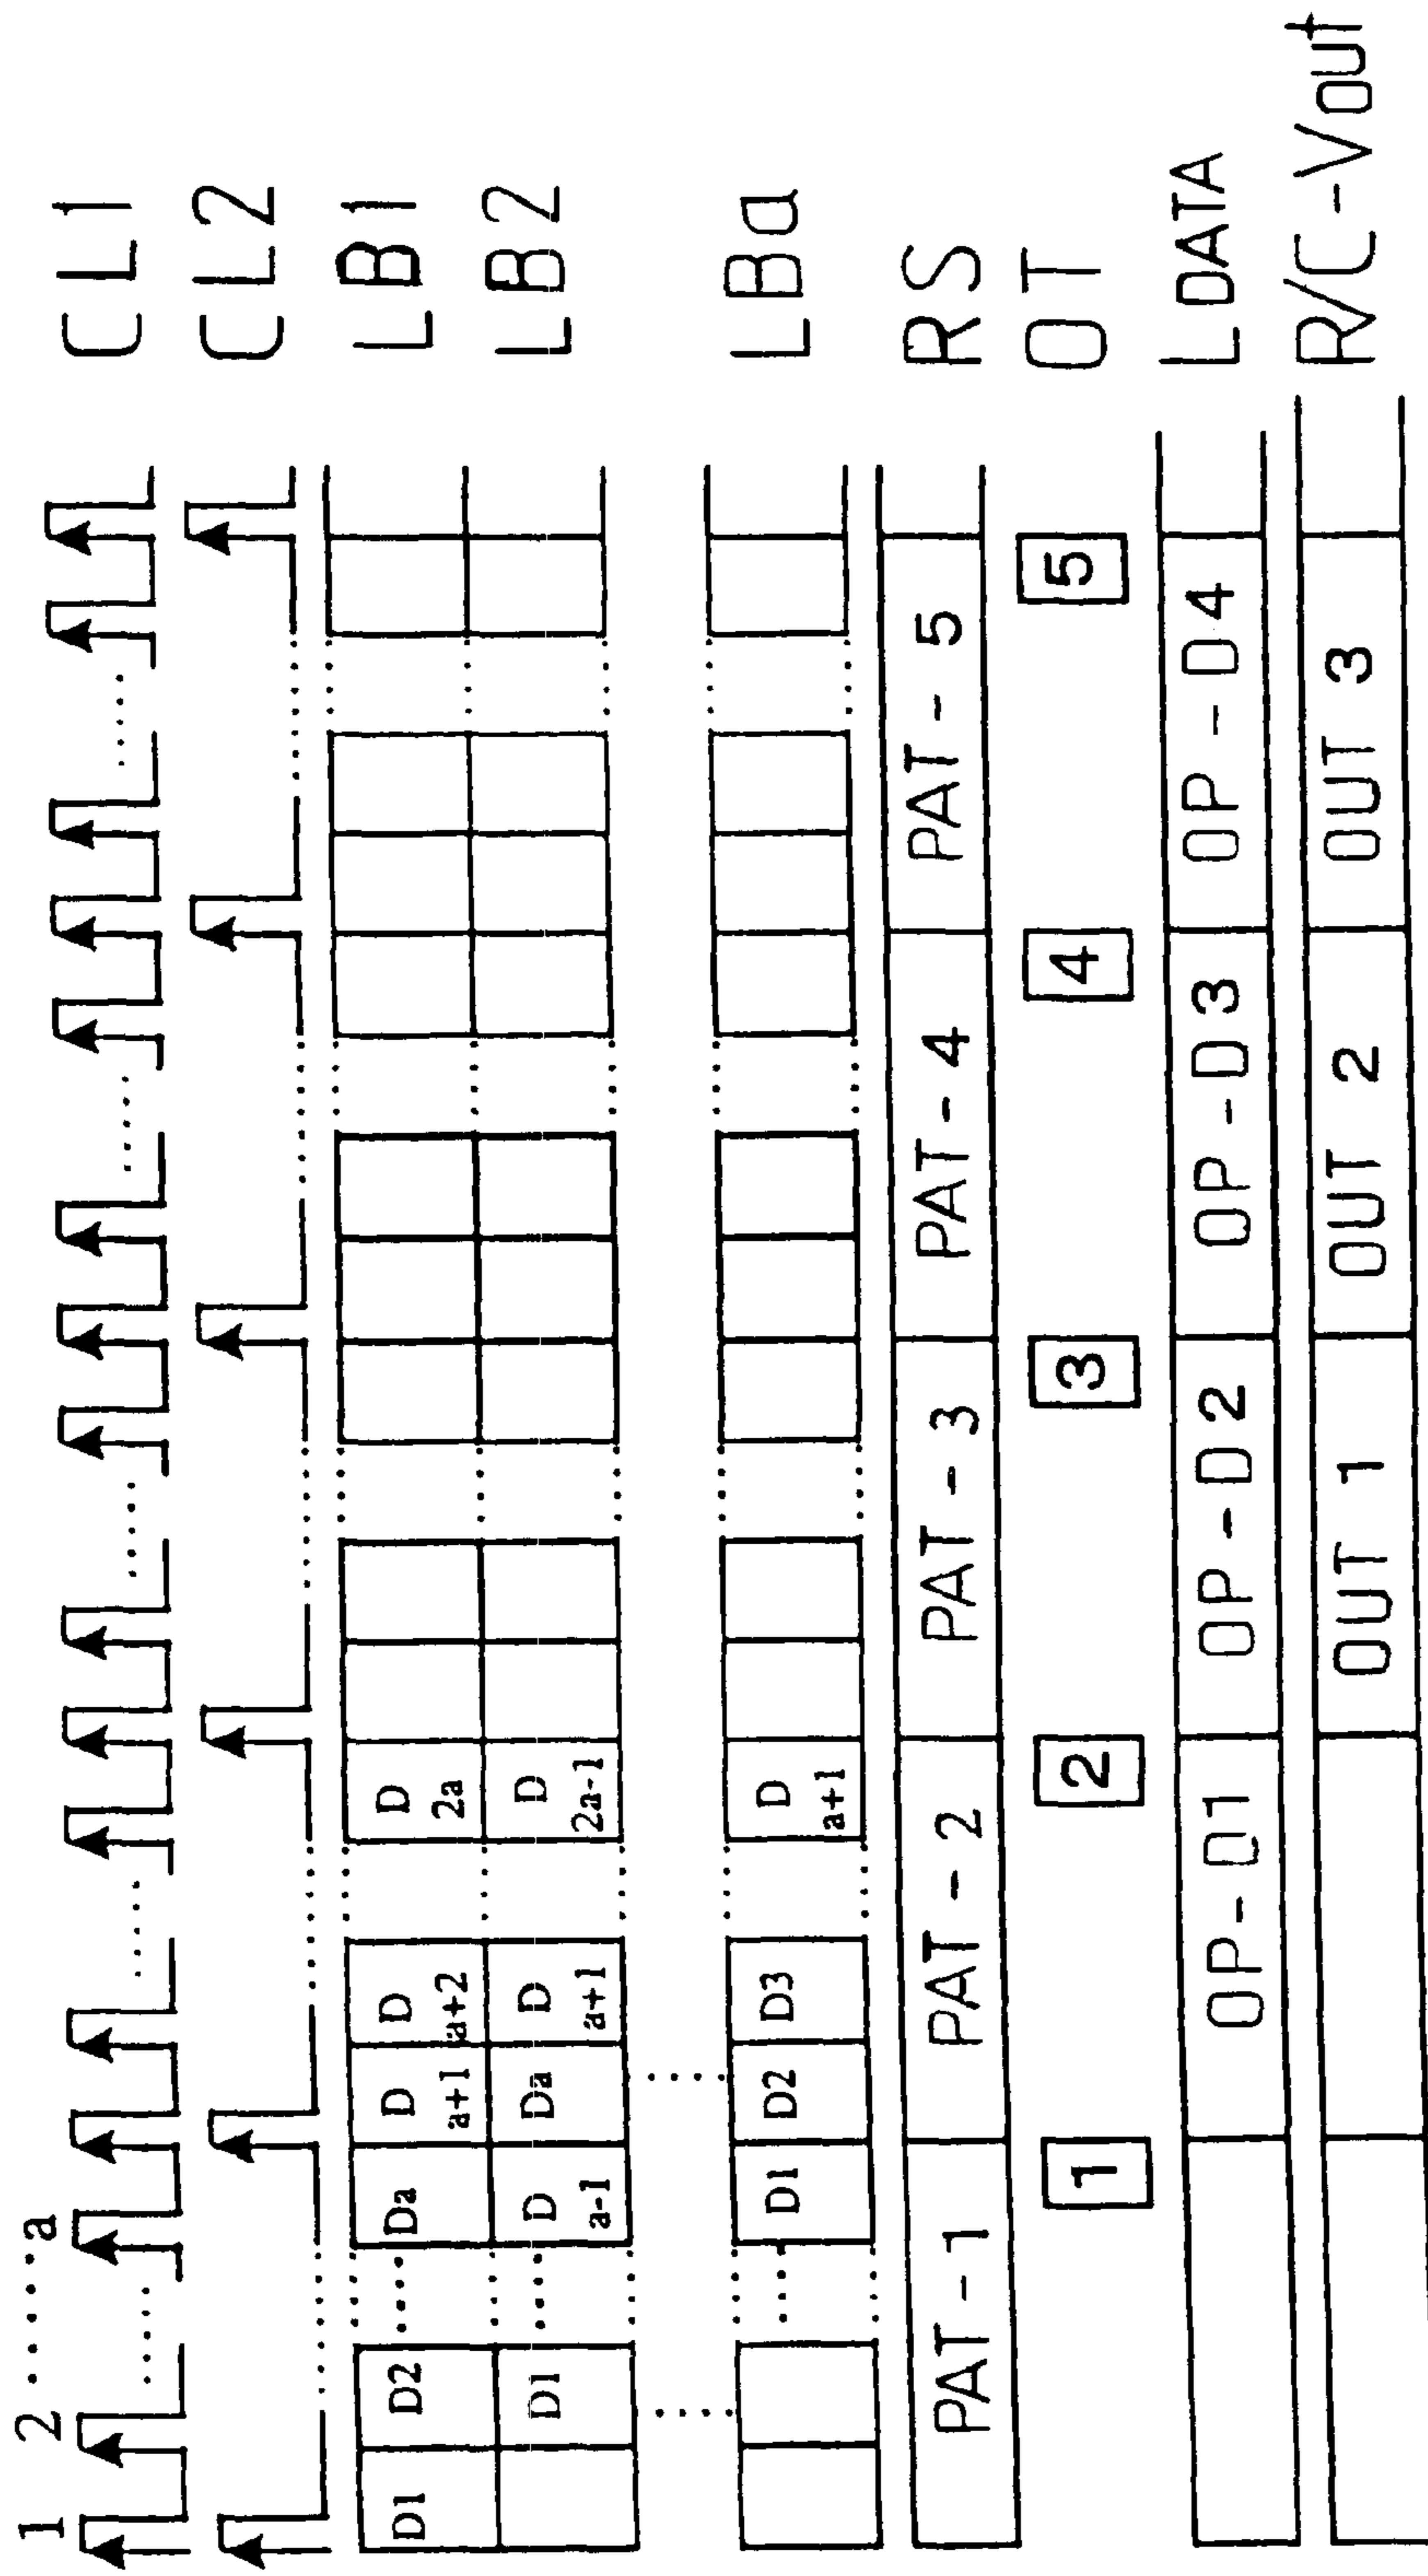 1 2 ····· a
CL1
CL2
D1 D2 ···· Da D a+1 D a+2 D 2a LB1
D1 ···· D a-1 Da D a+1 D 2a-1 LB2
···· D1 D2 D3 D a+1 LBa
PAT-1 PAT-2 PAT-3 PAT-4 PAT-5 RS
1 2 3 4 5 OT
OP-D1 OP-D2 OP-D3 OP-D4 LDATA
OUT 1 OUT 2 OUT 3 R/C-Vout